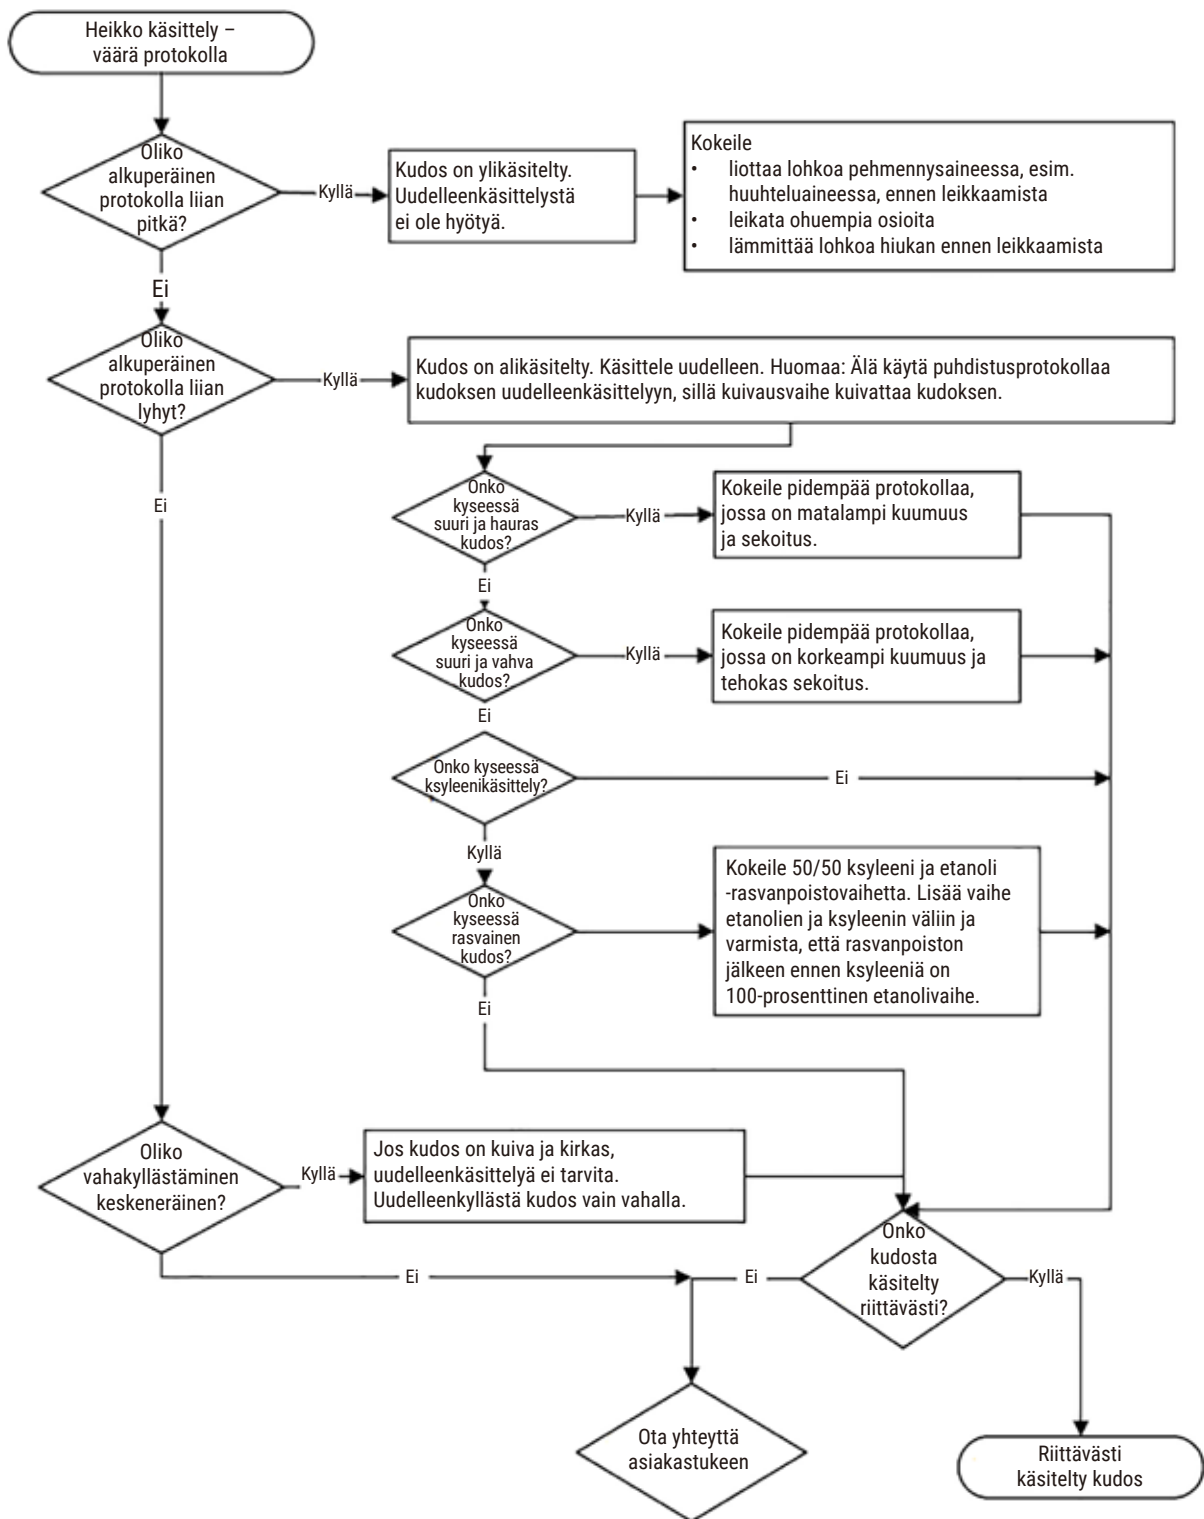 Heikko käsittely –
väärä protokolla
Oliko
alkuperäinen
protokolla liian
pitkä?
Kyllä
Kudos on ylikäsitelty.
Uudelleenkäsittelystä
ei ole hyötyä.
Kokeile
• liottaa lohkoa pehmennysaineessa, esim.
huuhteluaineessa, ennen leikkaamista
• leikata ohuempia osioita
• lämmittää lohkoa hiukan ennen leikkaamista
Ei
Oliko
alkuperäinen
protokolla liian
lyhyt?
Kyllä
Kudos on alikäsitelty. Käsittele uudelleen. Huomaa: Älä käytä puhdistusprotokollaa
kudoksen uudelleenkäsittelyyn, sillä kuivausvaihe kuivattaa kudoksen.
Ei
Onko
kyseessä
suuri ja hauras
kudos?
Kyllä
Kokeile pidempää protokollaa,
jossa on matalampi kuumuus
ja sekoitus.
Ei
Onko
kyseessä
suuri ja vahva
kudos?
Kyllä
Kokeile pidempää protokollaa,
jossa on korkeampi kuumuus ja
tehokas sekoitus.
Ei
Onko kyseessä
ksyleenikäsittely?
Ei
Kyllä
Onko
kyseessä
rasvainen
kudos?
Kokeile 50/50 ksyleeni ja etanoli
-rasvanpoistovaihetta. Lisää vaihe
etanolien ja ksyleenin väliin ja
varmista, että rasvanpoiston
jälkeen ennen ksyleeniä on
100-prosenttinen etanolivaihe.
Ei
Oliko
vahakyllästäminen
keskeneräinen?
Kyllä
Jos kudos on kuiva ja kirkas,
uudelleenkäsittelyä ei tarvita.
Uudelleenkyllästä kudos vain vahalla.
Ei
Onko
kudosta
käsitelty
riittävästi?
Ei
Kyllä
Ota yhteyttä
asiakastukeen
Riittävästi
käsitelty kudos